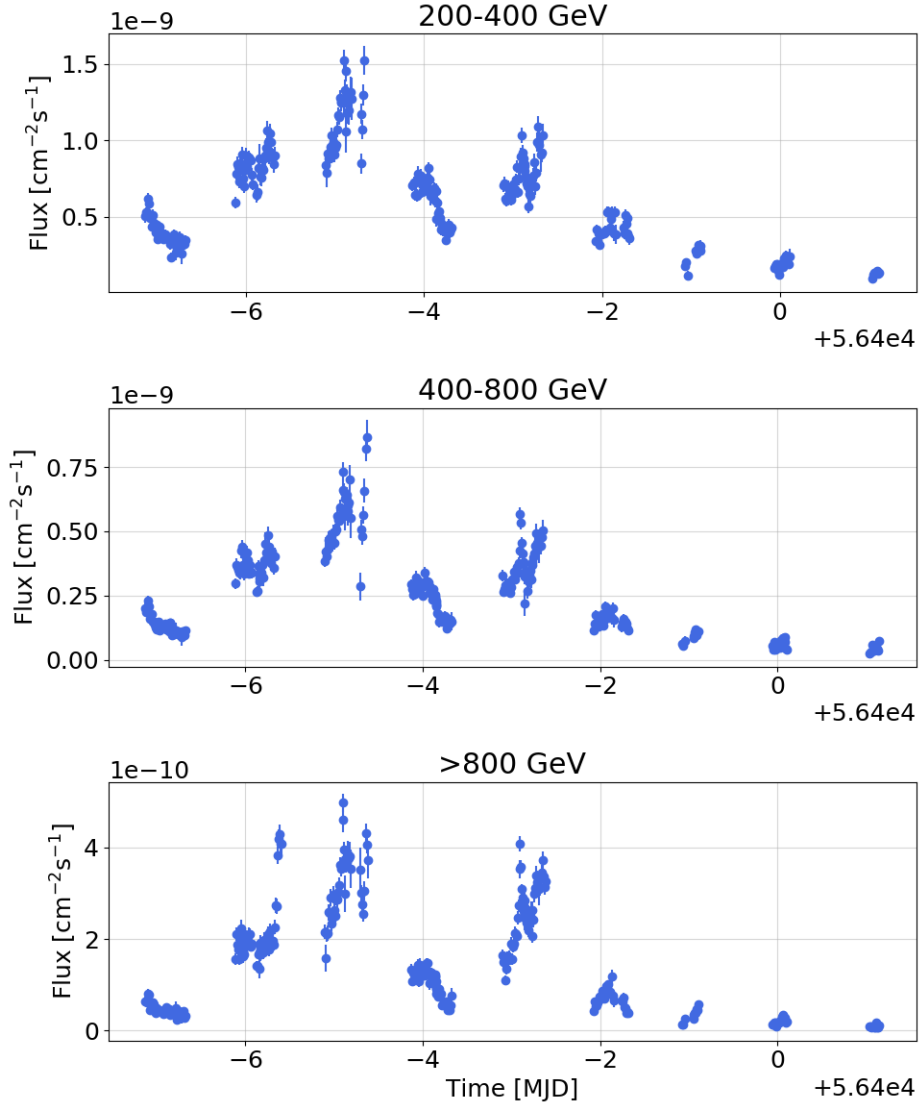 200-400 GeV
1e−9
Flux [cm−2s−1]
1.5
1.0
0.5
−6 −4 −2 0
+5.64e4
400-800 GeV
1e−9
Flux [cm−2s−1]
0.75
0.50
0.25
0.00
−6 −4 −2 0
+5.64e4
>800 GeV
1e−10
Flux [cm−2s−1]
4
2
0
−6 −4 −2 0
Time [MJD]
+5.64e4